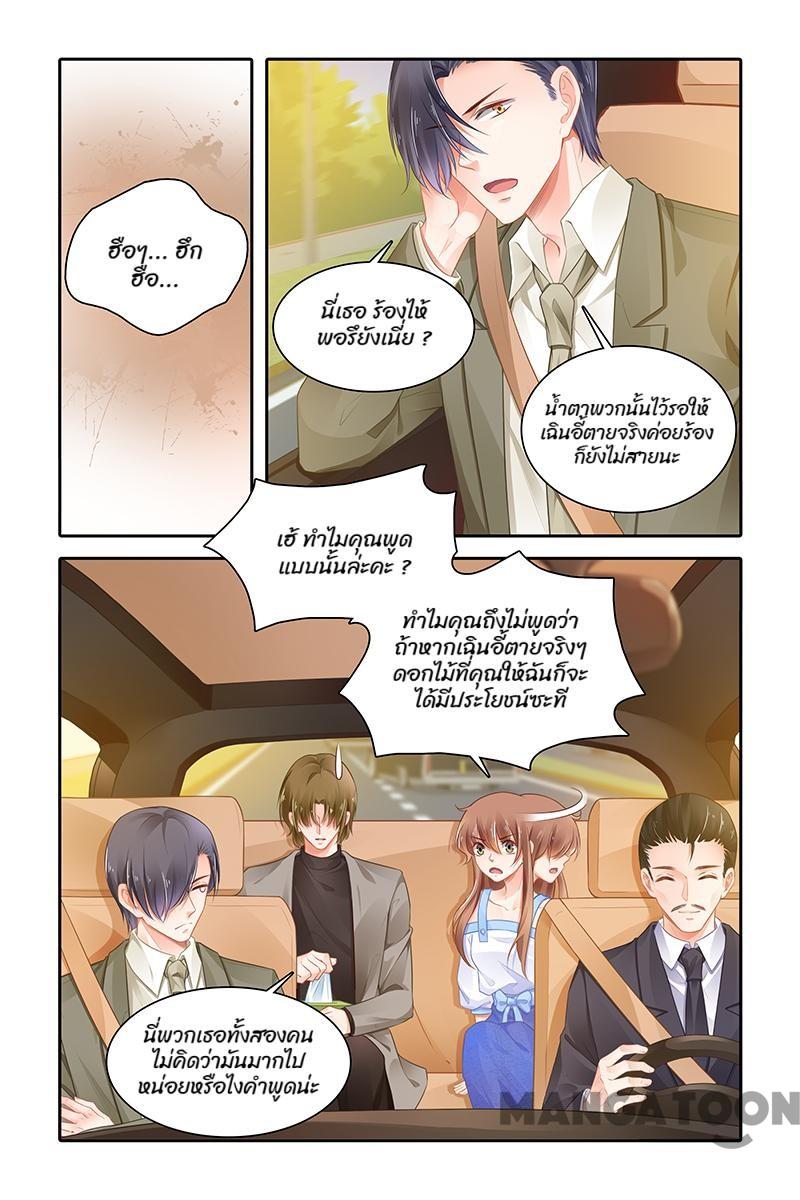 ฮือๆ... ฮึก
ฮือ...
นี่เธอ ร้องไห้
พอรึยังเนี่ย ?
น้ำตาพวกนั้นไว้รอให้
เฉินอี้ตายจริงค่อยร้อง
ก็ยังไม่สายนะ
เฮ้ ทำไมคุณพูด
แบบนั้นล่ะคะ ?
ทำไมคุณถึงไม่พูดว่า
ถ้าหากเฉินอี้ตายจริงๆ
ดอกไม้ที่คุณให้ฉันก็จะ
ได้มีประโยชน์ซะที
นี่พวกเธอทั้งสองคน
ไม่คิดว่ามันมากไป
หน่อยหรือไงคำพูดน่ะ
MANGATOON